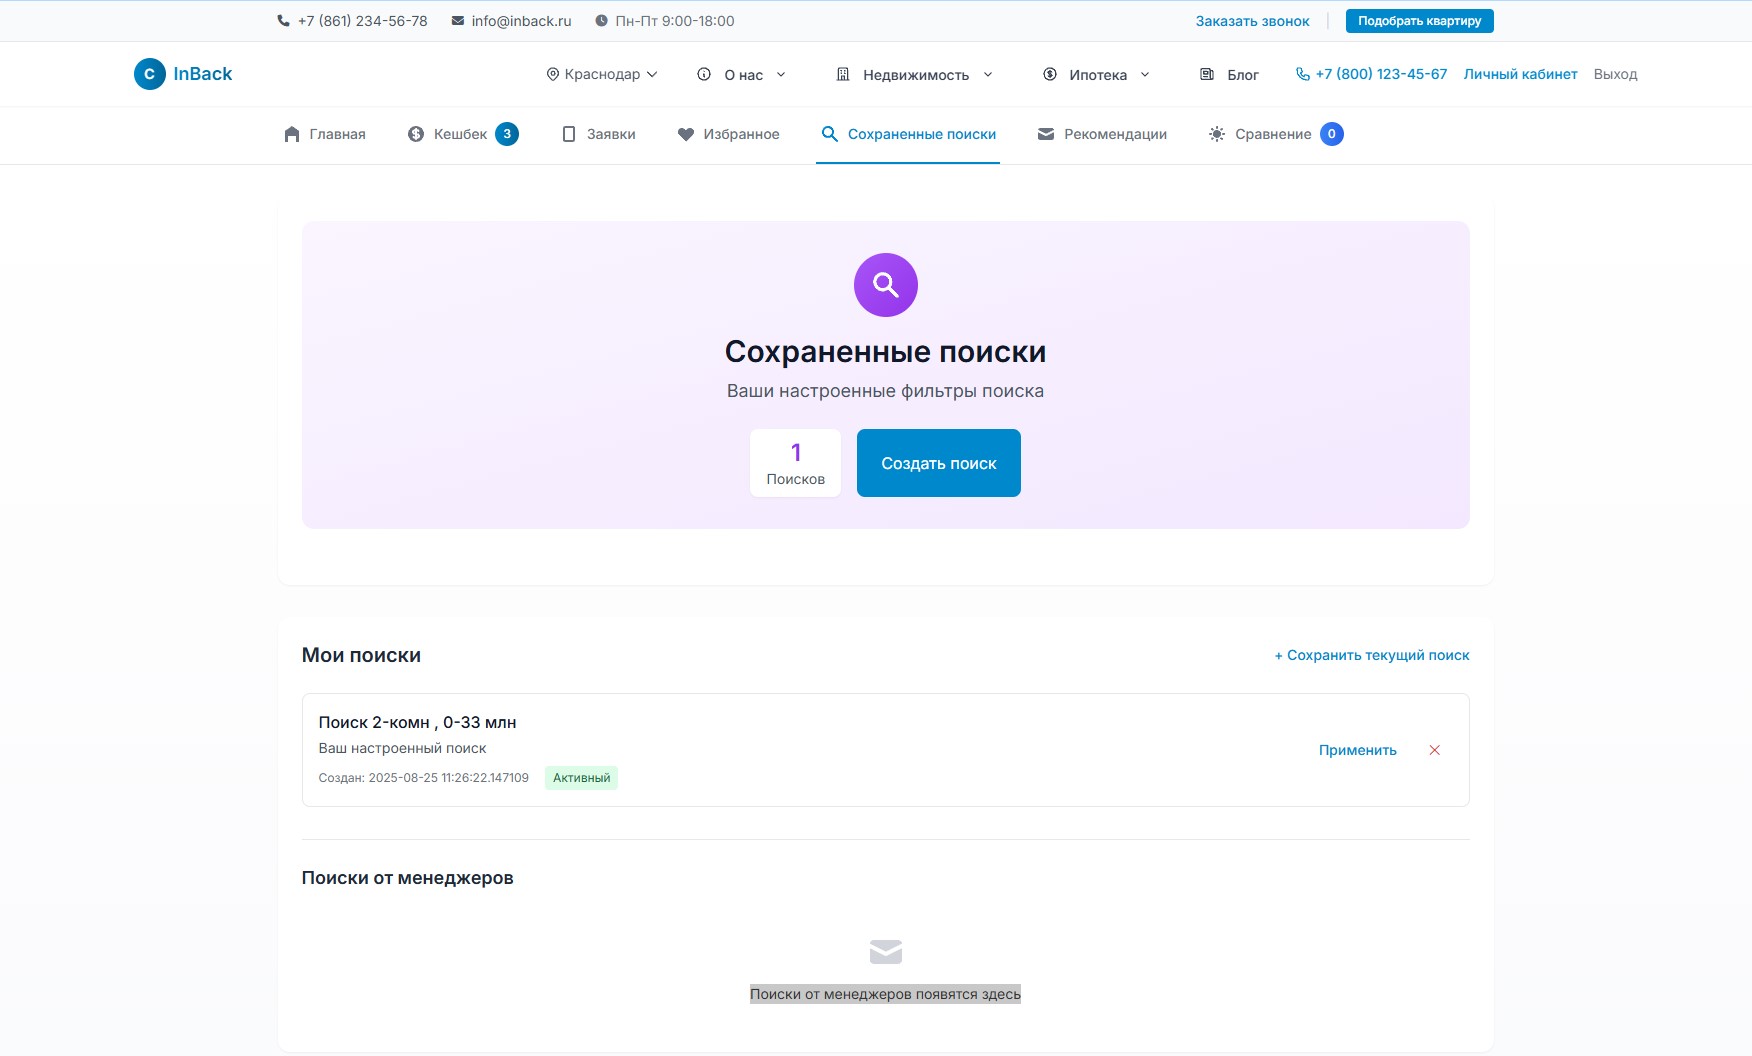 +7 (861) 234-56-78 info@inback.ru Пн-Пт 9:00-18:00 Заказать звонок Подобрать квартиру
C InBack Краснодар О нас Недвижимость Ипотека Блог +7 (800) 123-45-67 Личный кабинет Выход
Главная Кешбек 3 Заявки Избранное Сохраненные поиски Рекомендации Сравнение 0
Сохраненные поиски
Ваши настроенные фильтры поиска
1
Поисков
Создать поиск
Мои поиски + Сохранить текущий поиск
Поиск 2-комн , 0-33 млн
Ваш настроенный поиск
Применить
Создан: 2025-08-25 11:26:22.147109 Активный
Поиски от менеджеров
Поиски от менеджеров появятся здесь